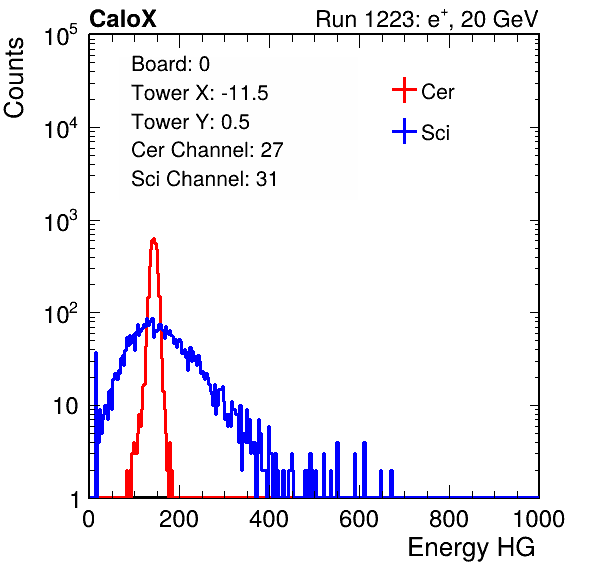 CaloX Run 1223: e⁺, 20 GeV
Board: 0
Tower X: -11.5
Tower Y: 0.5
Cer Channel: 27
Sci Channel: 31
Cer
Sci
Counts
10⁵
10⁴
10³
10²
10
1
0 200 400 600 800 1000
Energy HG